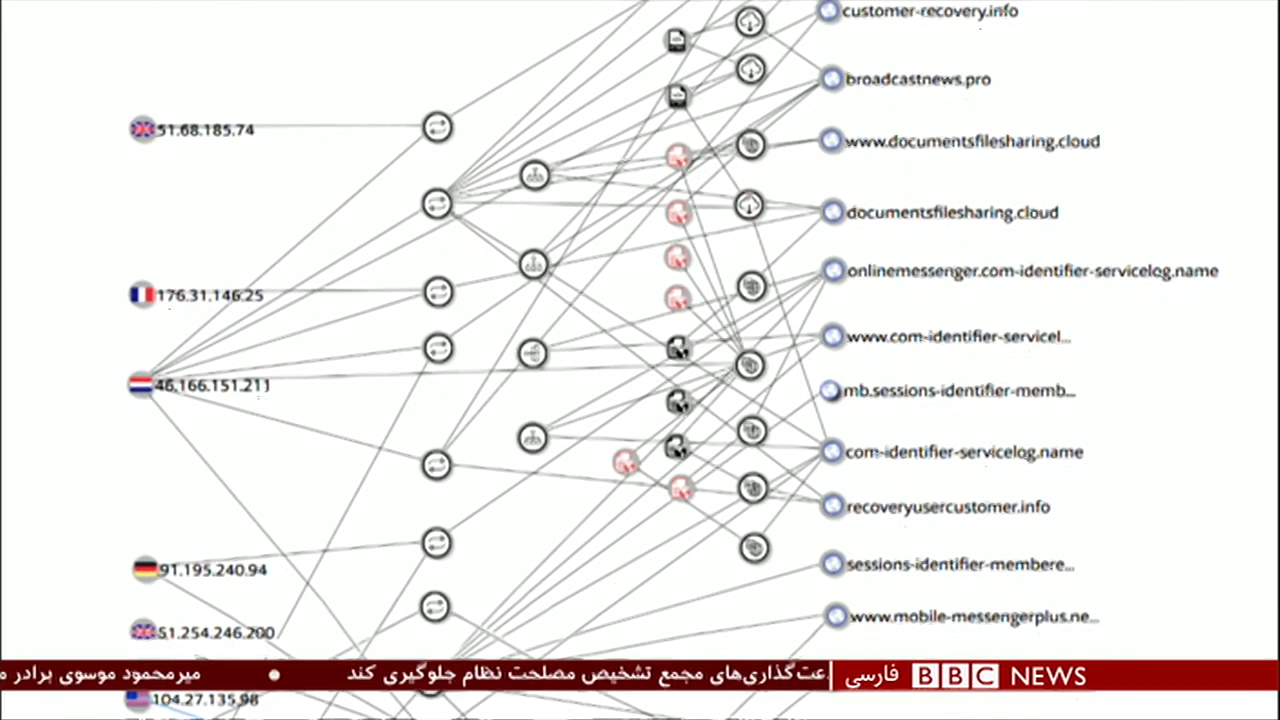 customer-recovery.info
broadcastnews.pro
51.68.185.74
www.documentsfilesharing.cloud
documentsfilesharing.cloud
onlinemessenger.com-identifier-servicelog.name
176.31.146.25
www.com-identifier-servicel...
46.166.151.211
mb.sessions-identifier-memb...
com-identifier-servicelog.name
recoveryusercustomer.info
91.195.240.94
sessions-identifier-membere...
www.mobile-messengerplus.ne...
51.254.246.200
عت‌گذاری‌های مجمع تشخیص مصلحت نظام جلوگیری کند • میرمحمود موسوی برادر م
BBC NEWS فارسی
104.27.135.98